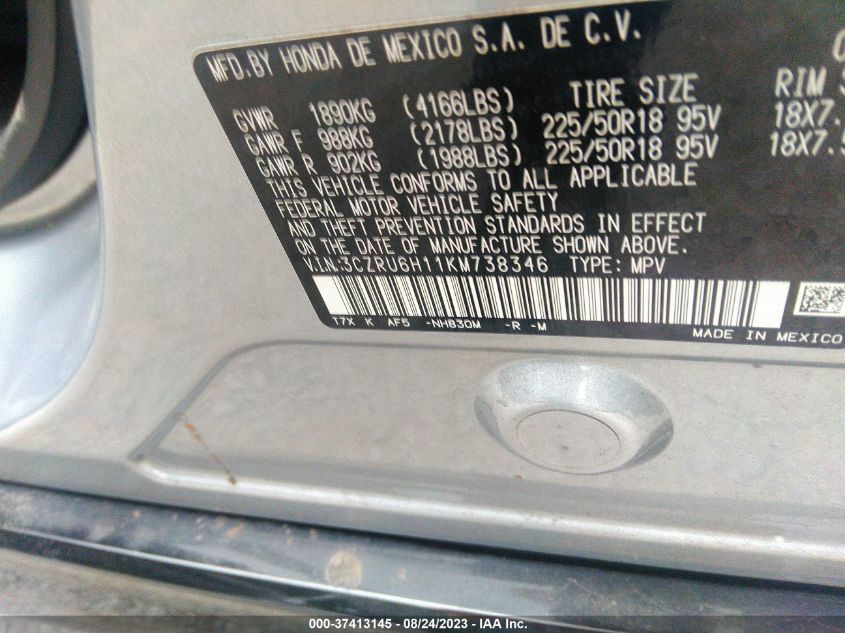 MFD.BY HONDA DE MEXICO S.A. DE C.V.
GVWR 1890KG (4166LBS) TIRE SIZE RIM
GAWR F 988KG (2178LBS) 225/50R18 95V 18X7.
GAWR R 902KG (1988LBS) 225/50R18 95V 18X7.5
THIS VEHICLE CONFORMS TO ALL APPLICABLE
FEDERAL MOTOR VEHICLE SAFETY
AND THEFT PREVENTION STANDARDS IN EFFECT
ON THE DATE OF MANUFACTURE SHOWN ABOVE.
VIN:3CZRU6H11KM738346 TYPE: MPV
T7X K AF5 -NH830M -R -M
MADE IN MEXICO
000-37413145 - 08/24/2023 - IAA Inc.